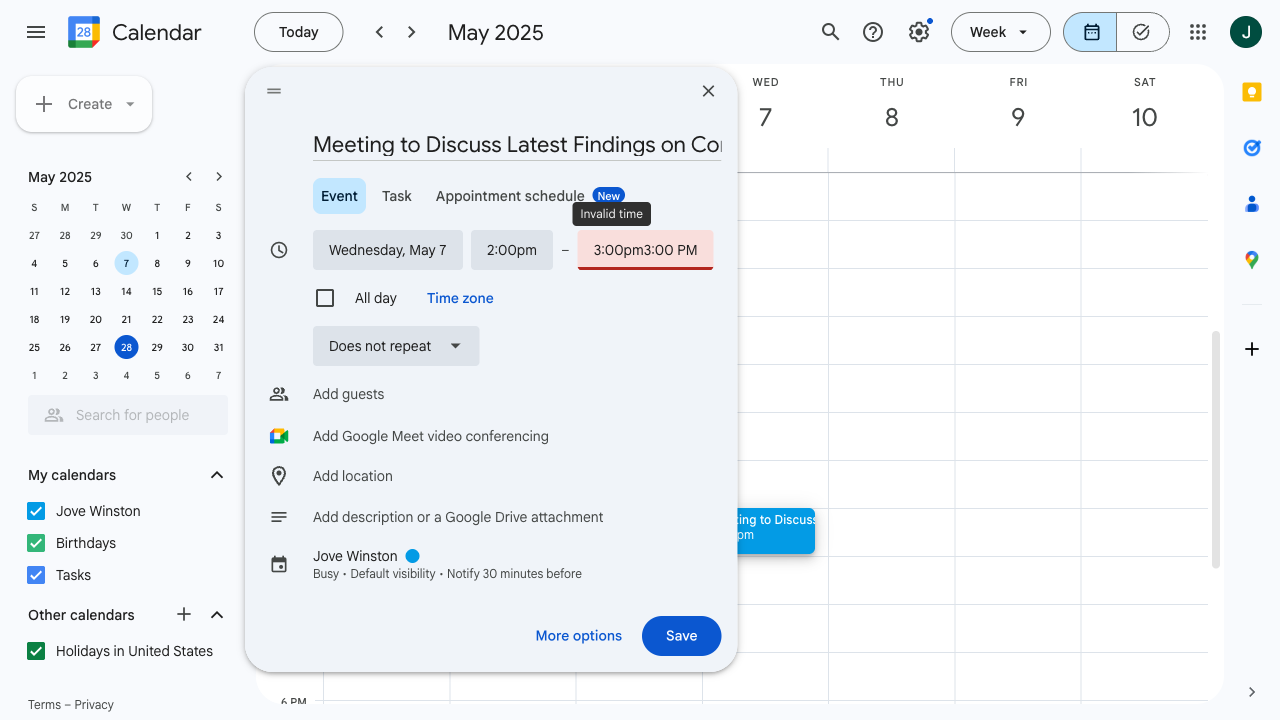 28
Calendar
Today
May 2025
Week
J
Create
May 2025
S M T W T F S
27 28 29 30 1 2 3
4 5 6 7 8 9 10
11 12 13 14 15 16 17
18 19 20 21 22 23 24
25 26 27 28 29 30 31
1 2 3 4 5 6 7
Search for people
My calendars
Jove Winston
Birthdays
Tasks
Other calendars
Holidays in United States
Terms – Privacy
Meeting to Discuss Latest Findings on Cor
Event
Task
Appointment schedule
New
Invalid time
Wednesday, May 7
2:00pm
–
3:00pm3:00 PM
All day
Time zone
Does not repeat
Add guests
Add Google Meet video conferencing
Add location
Add description or a Google Drive attachment
Jove Winston
Busy • Default visibility • Notify 30 minutes before
More options
Save
WED
7
THU
8
FRI
9
SAT
10
ting to Discuss
pm
6 PM